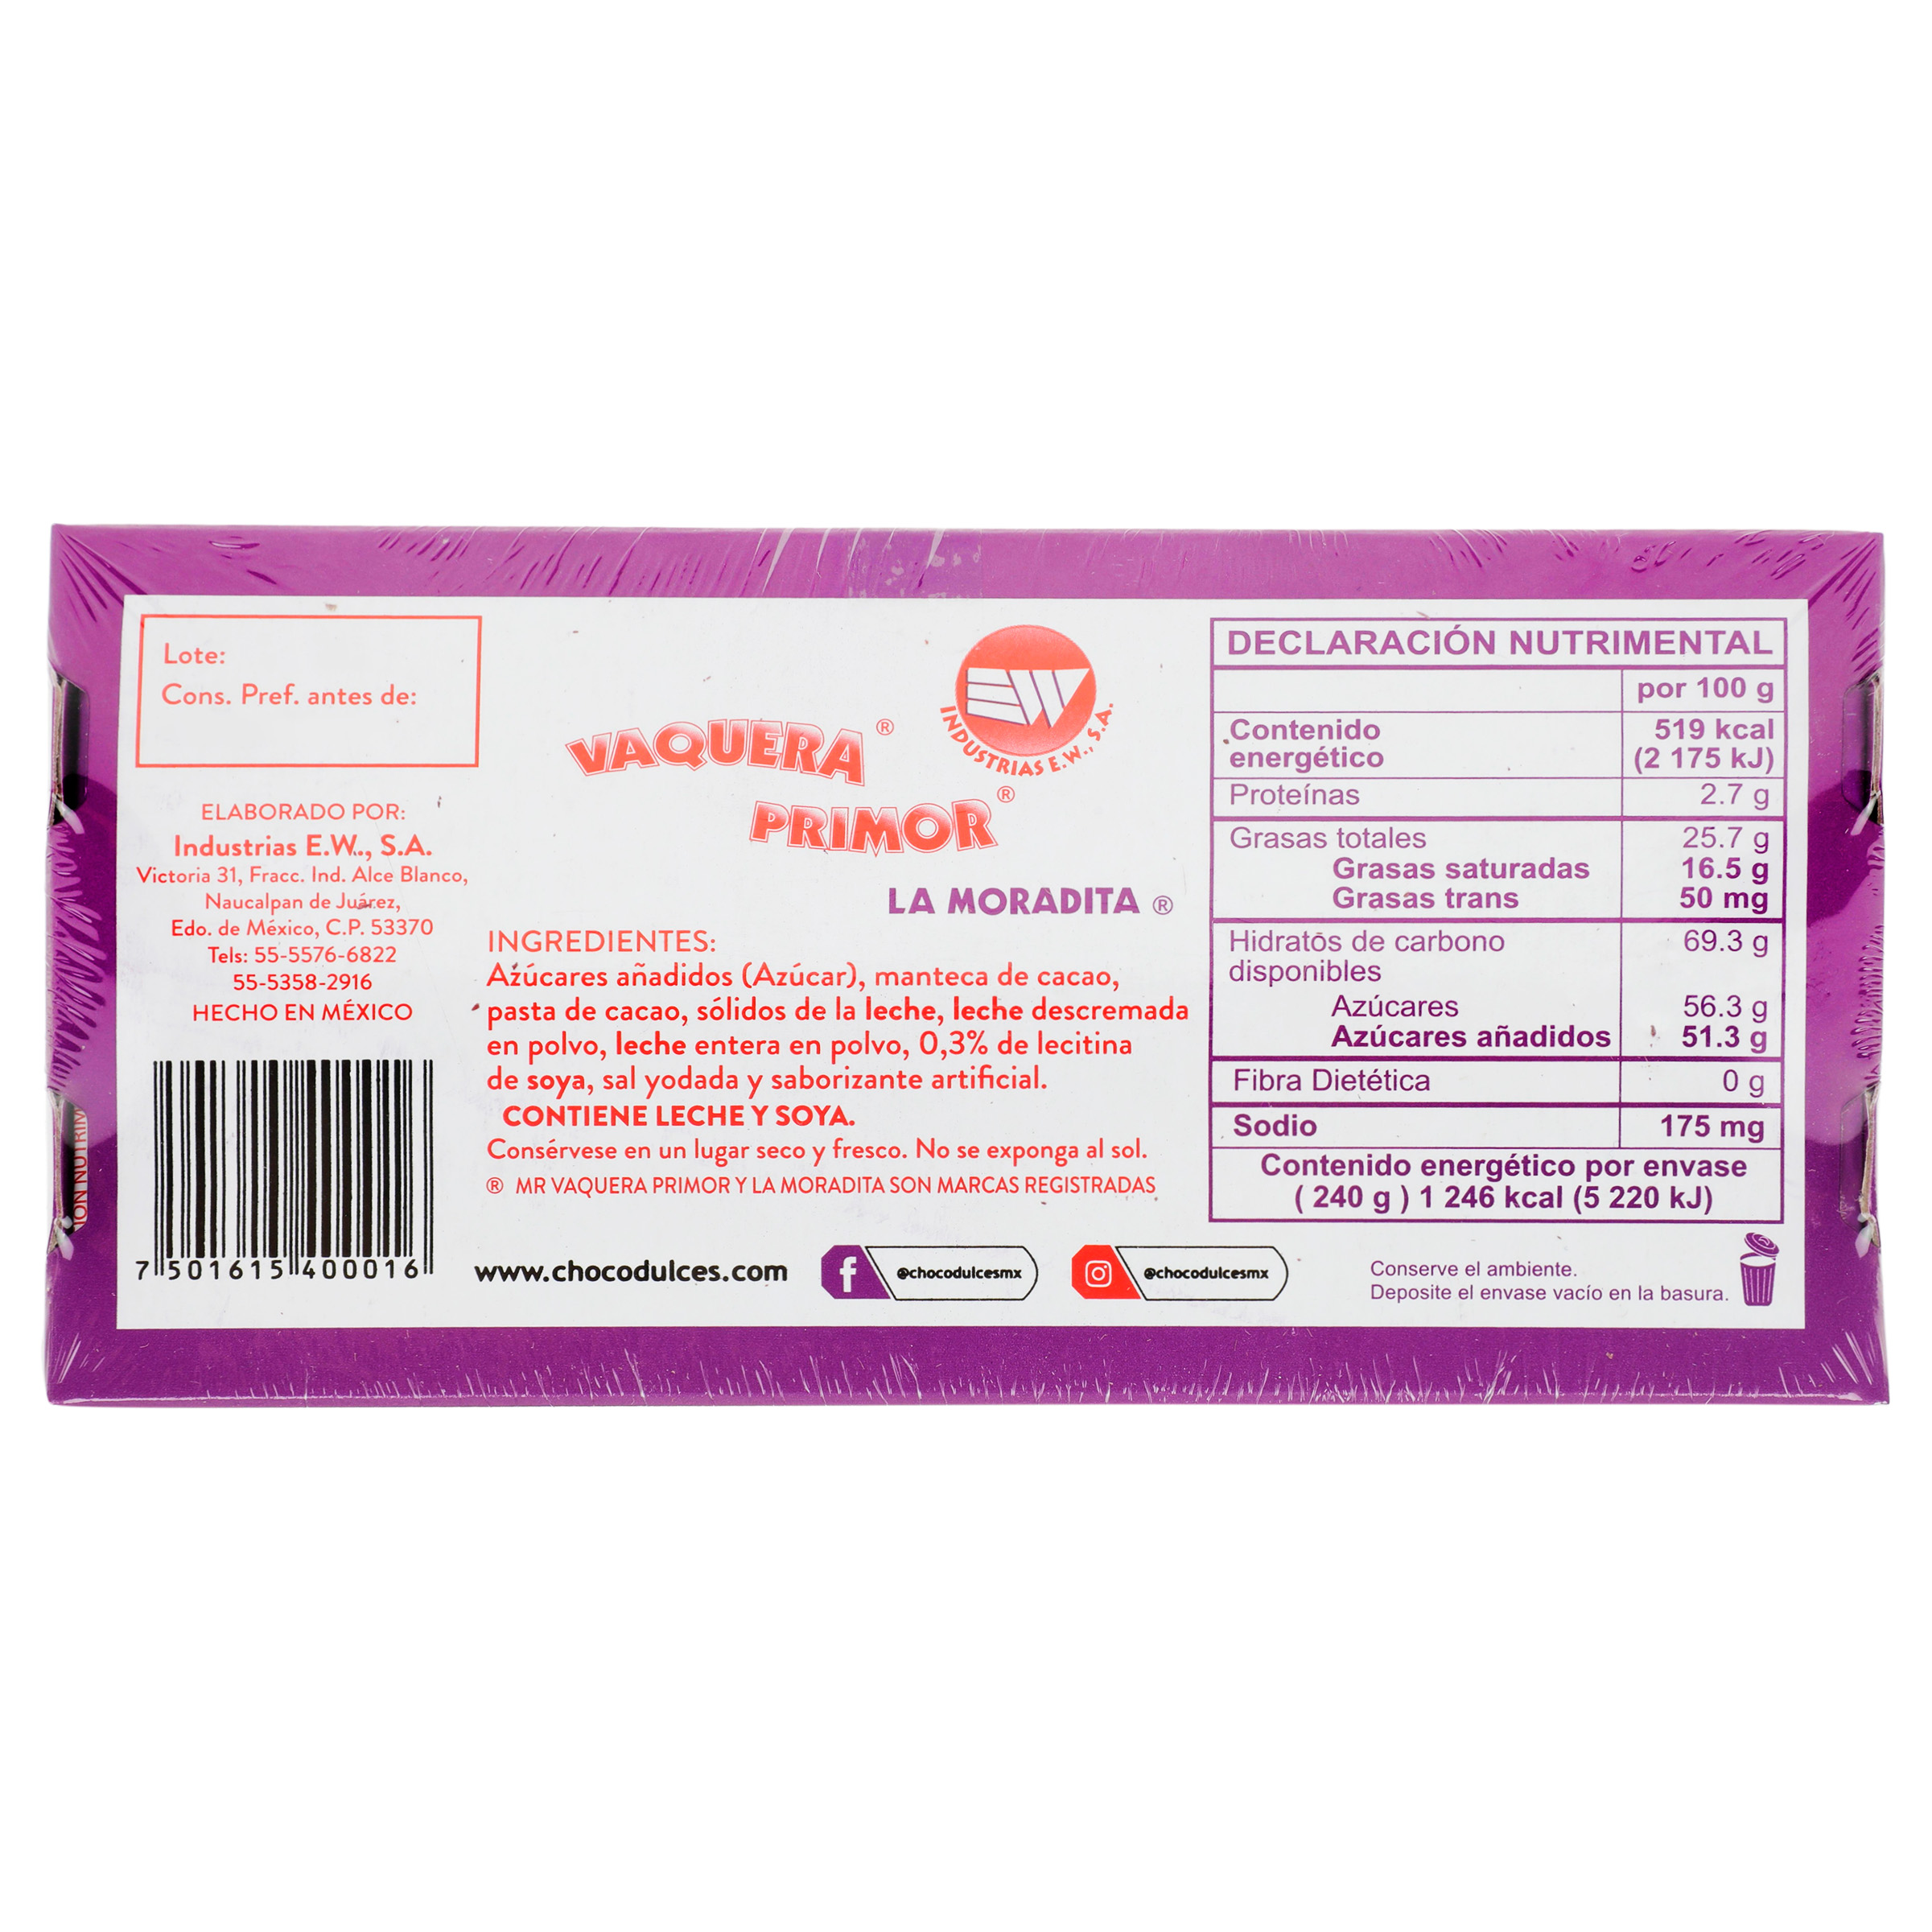 Lote:
Cons. Pref. antes de:
ELABORADO POR:
Industrias E.W., S.A.
Victoria 31, Fracc. Ind. Alce Blanco,
Naucalpan de Juárez,
Edo. de México, C.P. 53370
Tels: 55-5576-6822
55-5358-2916
HECHO EN MÉXICO
7 501615 400016
EW
INDUSTRIAS E.W., S.A.
VAQUERA ®
PRIMOR ®
LA MORADITA ®
INGREDIENTES:
Azúcares añadidos (Azúcar), manteca de cacao,
pasta de cacao, sólidos de la leche, leche descremada
en polvo, leche entera en polvo, 0,3% de lecitina
de soya, sal yodada y saborizante artificial.
CONTIENE LECHE Y SOYA.
Consérvese en un lugar seco y fresco. No se exponga al sol.
® MR VAQUERA PRIMOR Y LA MORADITA SON MARCAS REGISTRADAS
www.chocodulces.com
f @chocodulcesmx
@chocodulcesmx
DECLARACIÓN NUTRIMENTAL
por 100 g
Contenido 519 kcal
energético (2 175 kJ)
Proteínas 2.7 g
Grasas totales 25.7 g
Grasas saturadas 16.5 g
Grasas trans 50 mg
Hidratos de carbono 69.3 g
disponibles
Azúcares 56.3 g
Azúcares añadidos 51.3 g
Fibra Dietética 0 g
Sodio 175 mg
Contenido energético por envase
( 240 g ) 1 246 kcal (5 220 kJ)
Conserve el ambiente.
Deposite el envase vacío en la basura.